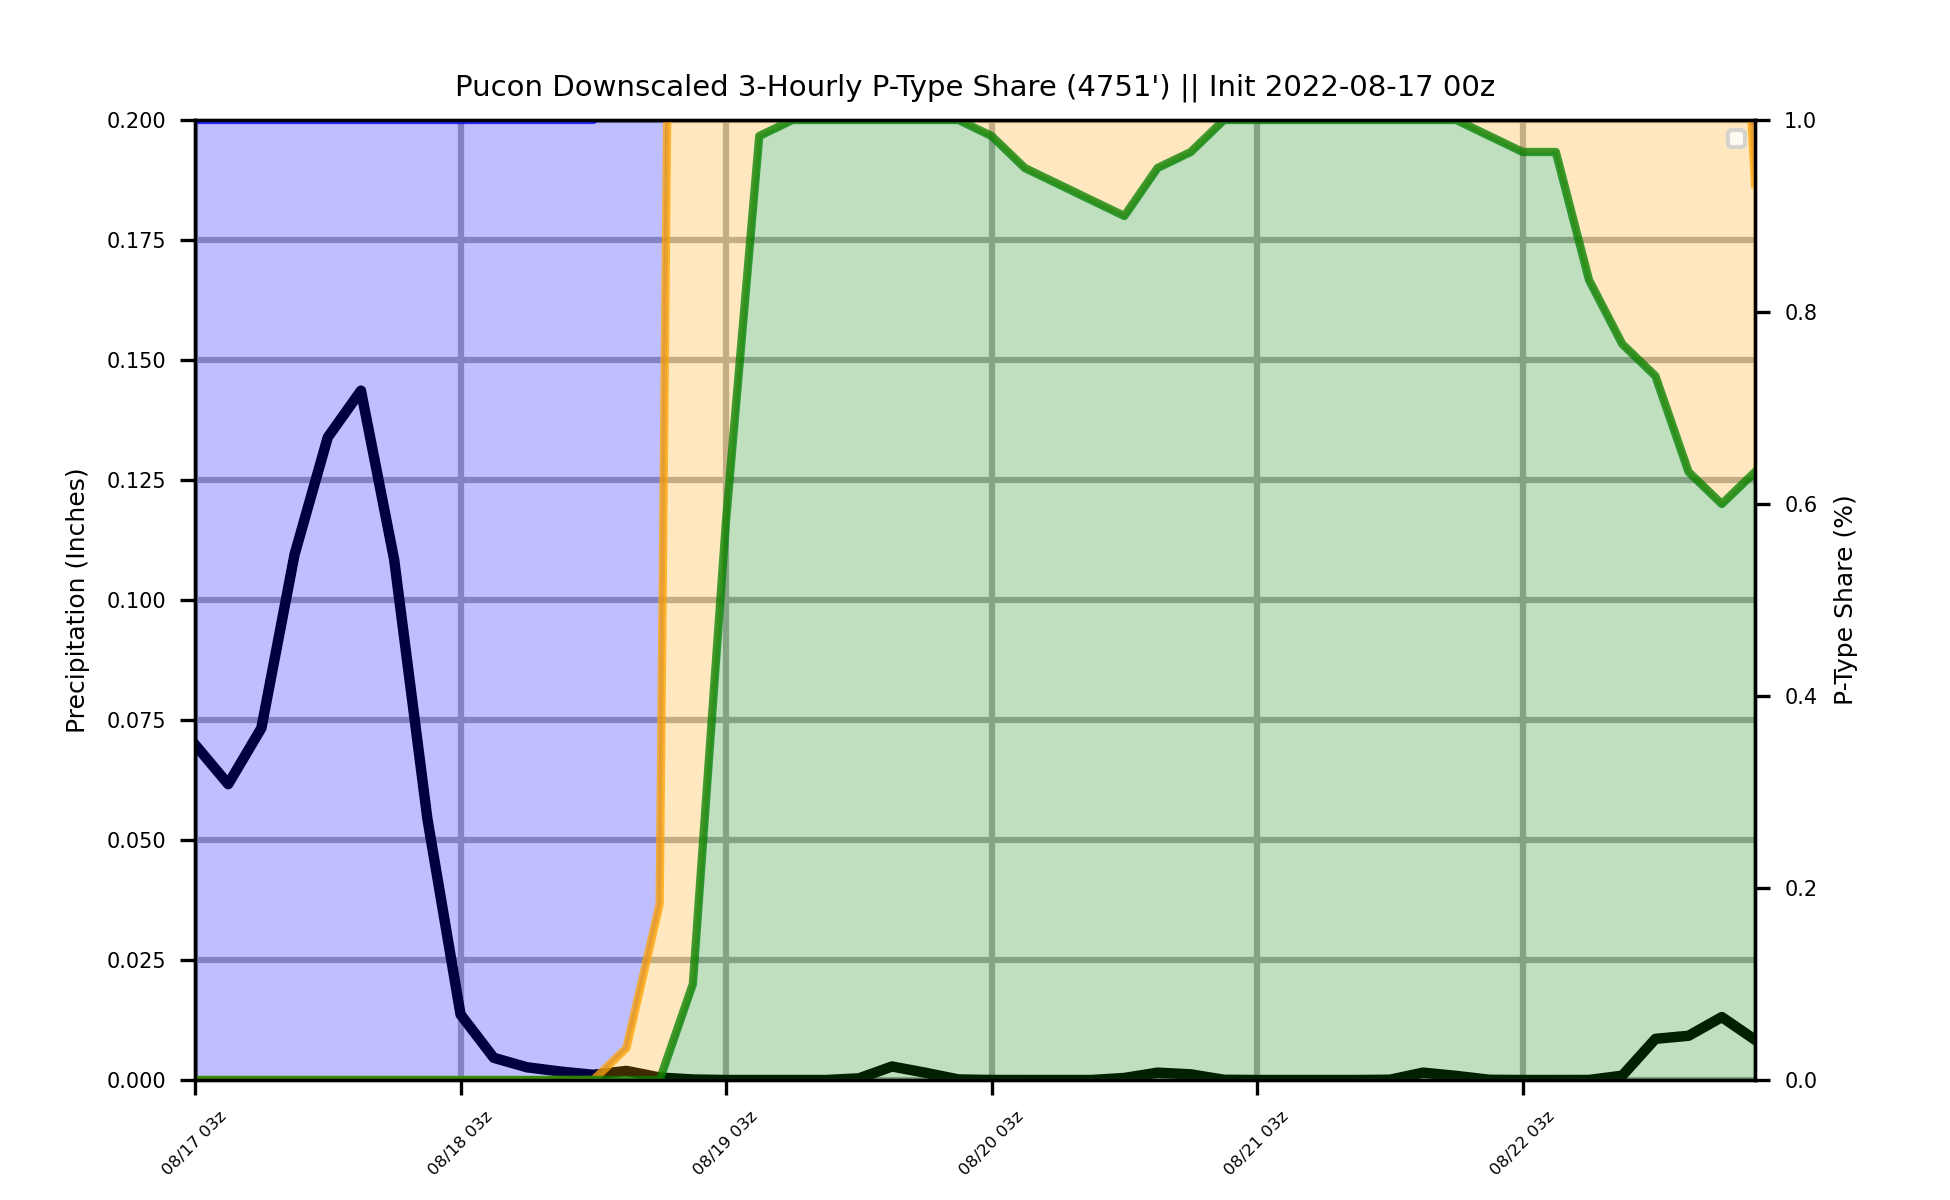 Pucon Downscaled 3-Hourly P-Type Share (4751') || Init 2022-08-17 00z
0.200
0.175
0.150
0.125
0.100
0.075
0.050
0.025
0.000
Precipitation (Inches)
1.0
0.8
0.6
0.4
0.2
0.0
P-Type Share (%)
08/17 03z
08/18 03z
08/19 03z
08/20 03z
08/21 03z
08/22 03z